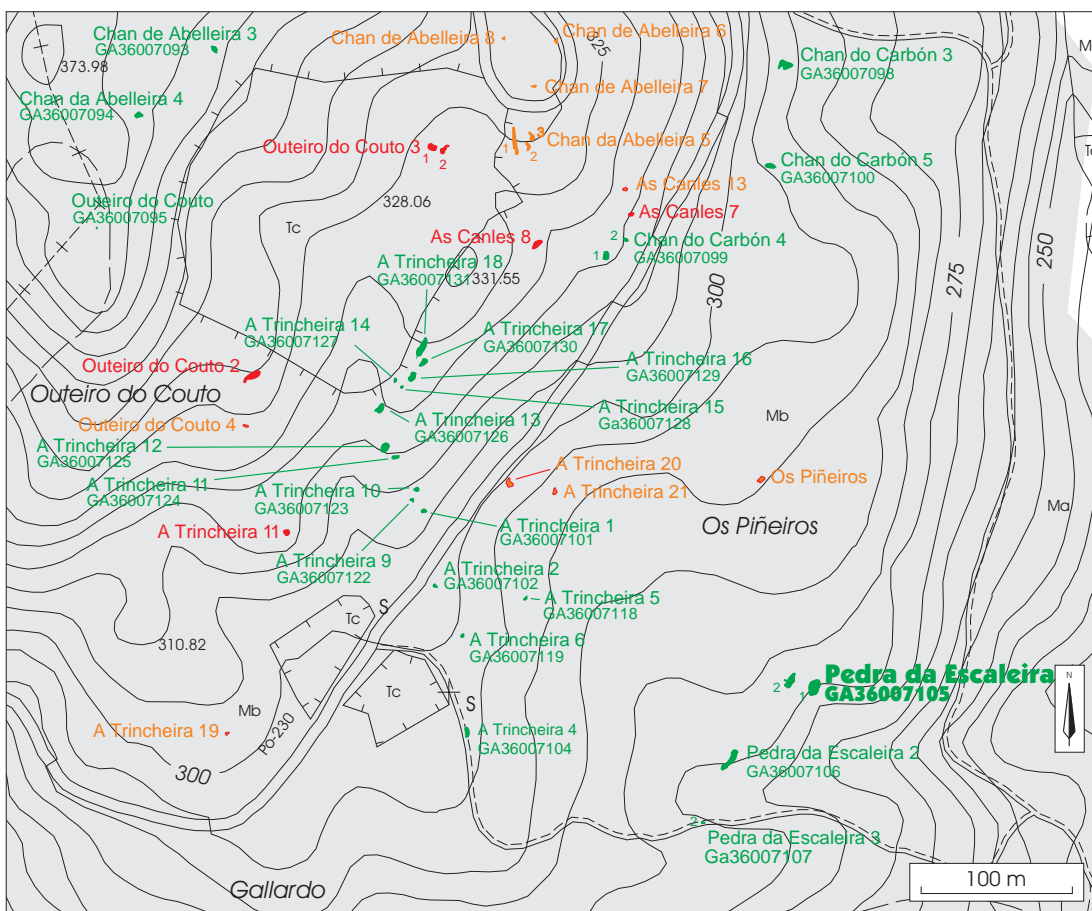 Chan de Abelleira 3
GA36007093
373.98
Chan de Abelleira 8
Chan de Abelleira 6
325
Chan do Carbón 3
GA36007098
Chan da Abelleira 4
GA36007094
Chan de Abelleira 7
Outeiro do Couto 3
1
2
1
3
2
Chan da Abelleira 5
Chan do Carbón 5
GA36007100
Outeiro do Couto
GA36007095
328.06
Tc
As Canles 13
As Canles 7
As Canles 8
2
1
Chan do Carbón 4
GA36007099
A Trincheira 18
GA36007131
331.55
300
275
250
A Trincheira 14
GA36007127
A Trincheira 17
GA36007130
A Trincheira 16
GA36007129
Outeiro do Couto 2
Outeiro do Couto
A Trincheira 15
Ga36007128
Mb
Outeiro do Couto 4
A Trincheira 13
GA36007126
A Trincheira 12
GA36007125
A Trincheira 20
A Trincheira 21
Os Piñeiros
A Trincheira 11
GA36007124
A Trincheira 10
GA36007123
Ma
A Trincheira 11
A Trincheira 1
GA36007101
Os Piñeiros
A Trincheira 9
GA36007122
A Trincheira 2
GA36007102
A Trincheira 5
GA36007118
Tc
S
310.82
A Trincheira 6
GA36007119
Pedra da Escaleira
GA36007105
2
1
N
Tc
S
Mb
A Trincheira 19
Po-230
A Trincheira 4
GA36007104
300
Pedra da Escaleira 2
GA36007106
2
Pedra da Escaleira 3
Ga36007107
Gallardo
100 m